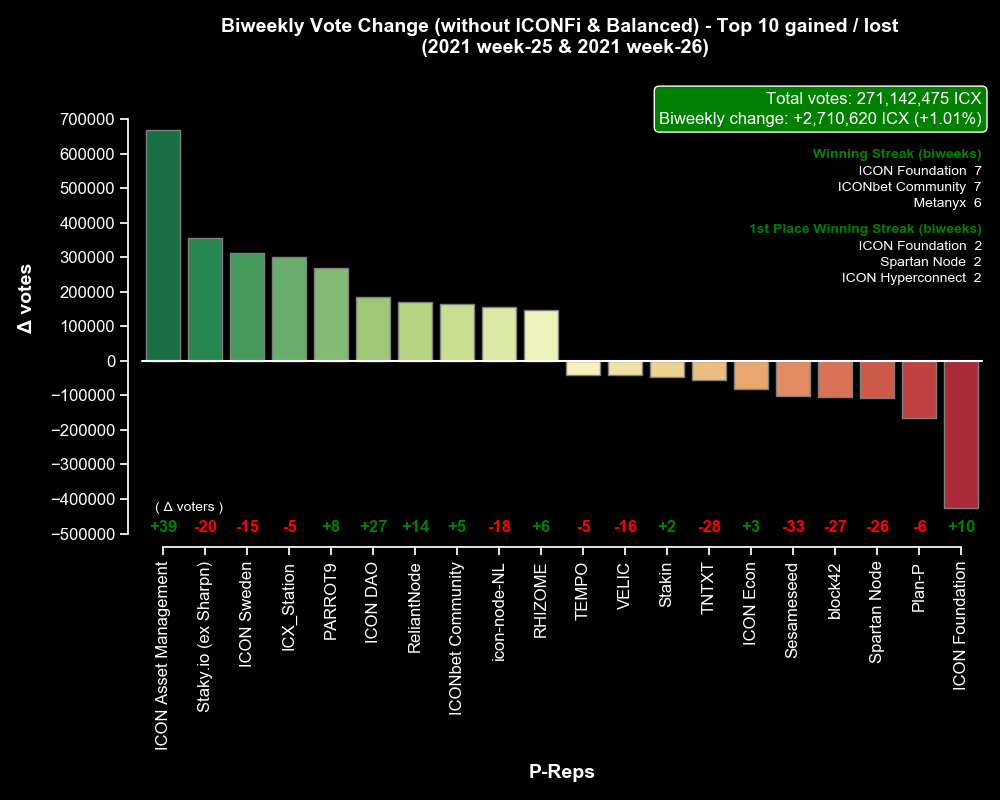 Biweekly Vote Change (without ICONFi & Balanced) - Top 10 gained / lost
(2021 week-25 & 2021 week-26)
Total votes: 271,142,475 ICX
Biweekly change: +2,710,620 ICX (+1.01%)
Winning Streak (biweeks)
ICON Foundation 7
ICONbet Community 7
Metanyx 6
1st Place Winning Streak (biweeks)
ICON Foundation 2
Spartan Node 2
ICON Hyperconnect 2
Δ votes
700000
600000
500000
400000
300000
200000
100000
0
−100000
−200000
−300000
−400000
−500000
( Δ voters )
+39 -20 -15 -5 +8 +27 +14 +5 -18 +6 -5 -16 +2 -28 +3 -33 -27 -26 -6 +10
ICON Asset Management
Staky.io (ex Sharpn)
ICON Sweden
ICX_Station
PARROT9
ICON DAO
ReliantNode
ICONbet Community
icon-node-NL
RHIZOME
TEMPO
VELIC
Stakin
TNTXT
ICON Econ
Sesameseed
block42
Spartan Node
Plan-P
ICON Foundation
P-Reps